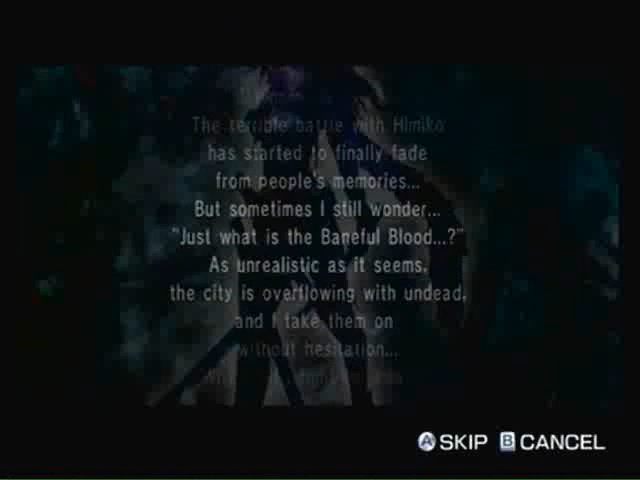 The terrible battle with Himiko
has started to finally fade
from people's memories...
But sometimes I still wonder...
"Just what is the Baneful Blood...?"
As unrealistic as it seems,
the city is overflowing with undead,
and I take them on
without hesitation...
A SKIP B CANCEL